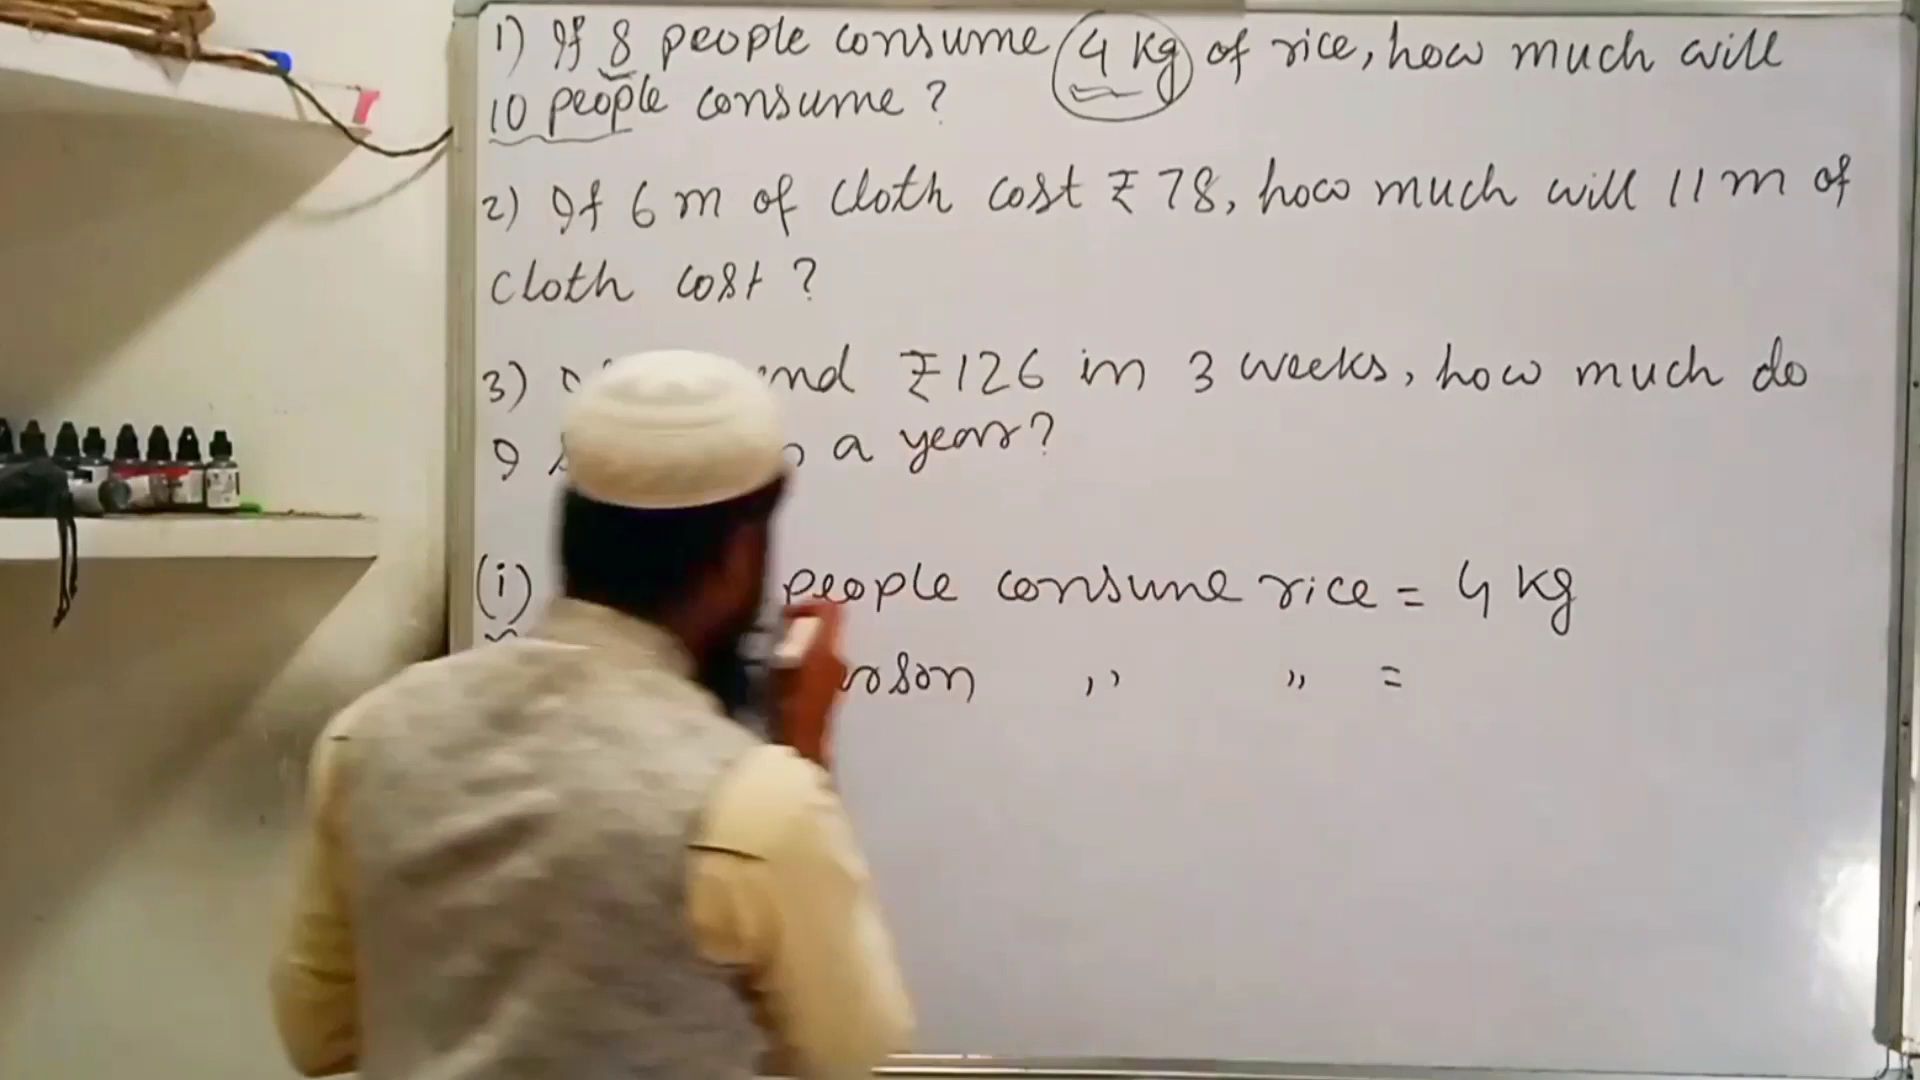 1) If 8 people consume 4 kg of rice, how much will
10 people consume?
2) If 6 m of cloth cost ₹78, how much will 11 m of
cloth cost?
3) ₹126 in 3 weeks, how much do
I a year?
(i) people consume rice = 4 kg
,, ,, =